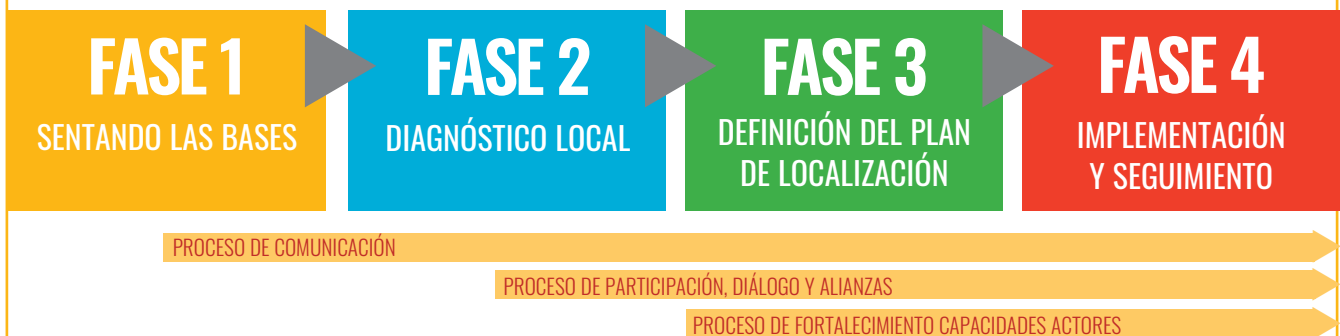 FASE 1
SENTANDO LAS BASES
FASE 2
DIAGNÓSTICO LOCAL
FASE 3
DEFINICIÓN DEL PLAN
DE LOCALIZACIÓN
FASE 4
IMPLEMENTACIÓN
Y SEGUIMIENTO
PROCESO DE COMUNICACIÓN
PROCESO DE PARTICIPACIÓN, DIÁLOGO Y ALIANZAS
PROCESO DE FORTALECIMIENTO CAPACIDADES ACTORES